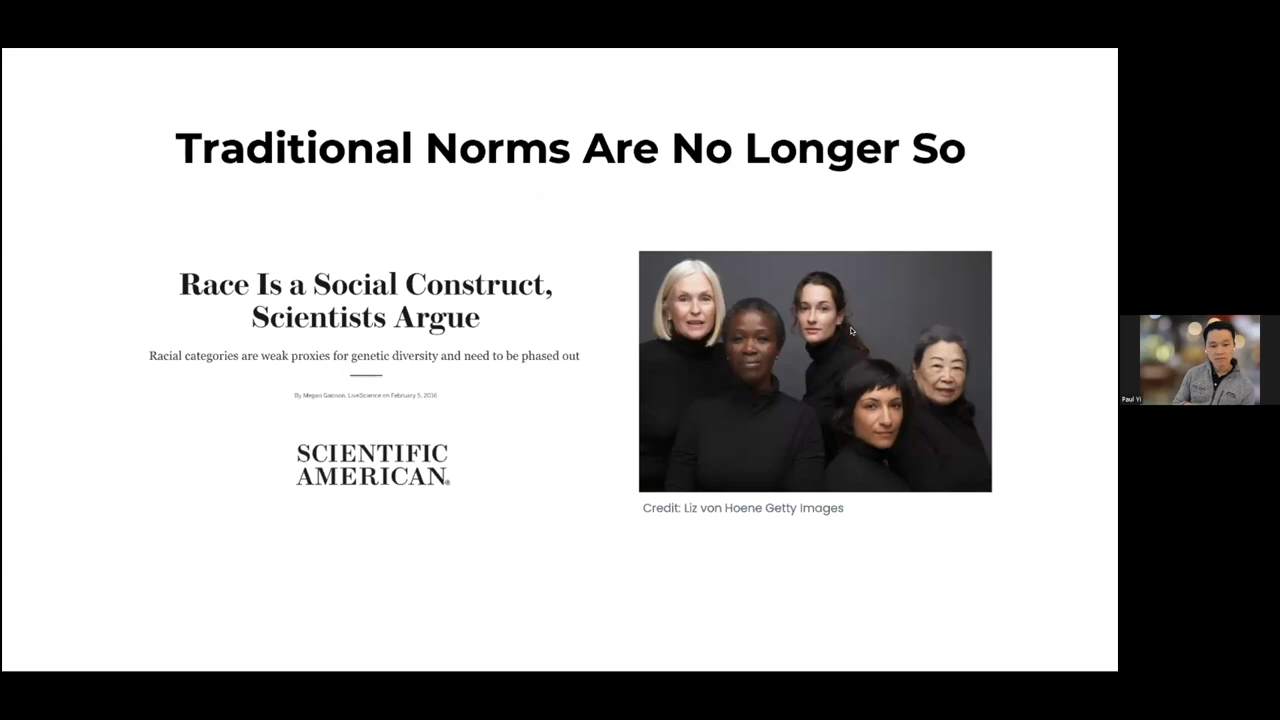 Traditional Norms Are No Longer So
Race Is a Social Construct,
Scientists Argue
Racial categories are weak proxies for genetic diversity and need to be phased out
By Megan Gannon, LiveScience on February 5, 2016
SCIENTIFIC
AMERICAN®
Credit: Liz von Hoene Getty Images
Paul Yi